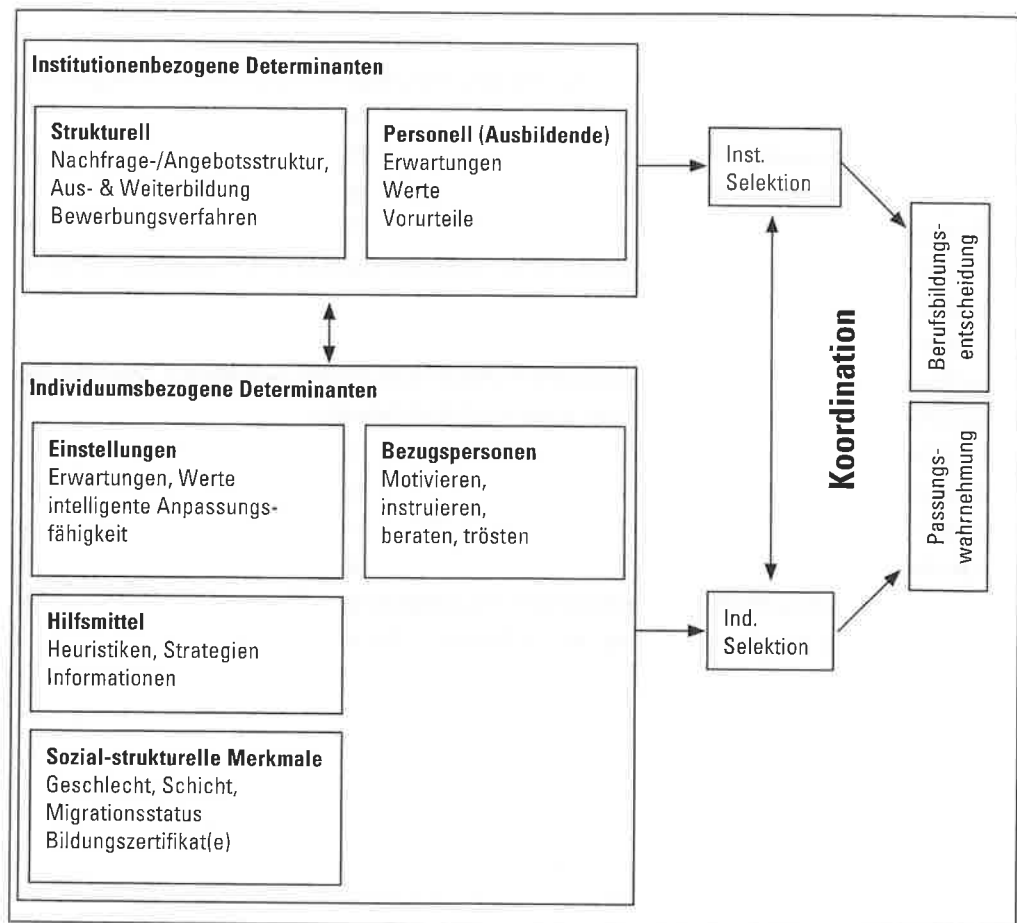 Institutionenbezogene Determinanten
Strukturell
Nachfrage-/Angebotsstruktur,
Aus- & Weiterbildung
Bewerbungsverfahren
Personell (Ausbildende)
Erwartungen
Werte
Vorurteile
Inst.
Selektion
Individuumsbezogene Determinanten
Einstellungen
Erwartungen, Werte
intelligente Anpassungs-
fähigkeit
Bezugspersonen
Motivieren,
instruieren,
beraten, trösten
Hilfsmittel
Heuristiken, Strategien
Informationen
Sozial-strukturelle Merkmale
Geschlecht, Schicht,
Migrationsstatus
Bildungszertifikat(e)
Ind.
Selektion
Koordination
Berufsbildungs-
entscheidung
Passungs-
wahrnehmung